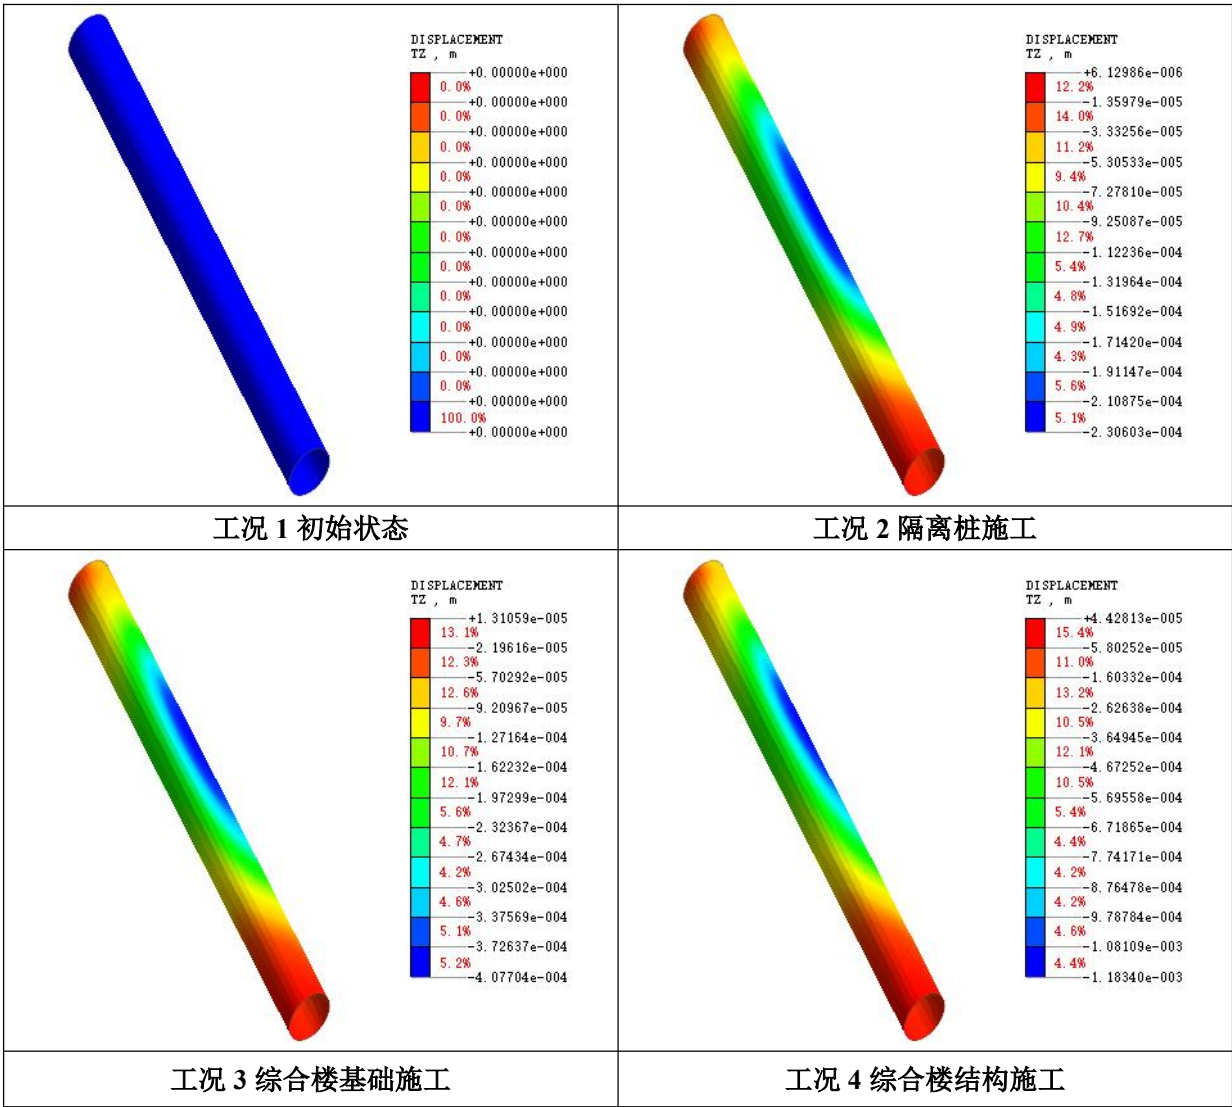 DISPLACEMENT
TZ , m
+0.00000e+000
0.0%
+0.00000e+000
0.0%
+0.00000e+000
0.0%
+0.00000e+000
0.0%
+0.00000e+000
0.0%
+0.00000e+000
0.0%
+0.00000e+000
0.0%
+0.00000e+000
0.0%
+0.00000e+000
0.0%
+0.00000e+000
0.0%
+0.00000e+000
0.0%
+0.00000e+000
100.0%
+0.00000e+000
工况 1 初始状态
DISPLACEMENT
TZ , m
+6.12986e-006
12.2%
-1.35979e-005
14.0%
-3.33256e-005
11.2%
-5.30533e-005
9.4%
-7.27810e-005
10.4%
-9.25087e-005
12.7%
-1.12236e-004
5.4%
-1.31964e-004
4.8%
-1.51692e-004
4.9%
-1.71420e-004
4.3%
-1.91147e-004
5.6%
-2.10875e-004
5.1%
-2.30603e-004
工况 2 隔离桩施工
DISPLACEMENT
TZ , m
+1.31059e-005
13.1%
-2.19616e-005
12.3%
-5.70292e-005
12.6%
-9.20967e-005
9.7%
-1.27164e-004
10.7%
-1.62232e-004
12.1%
-1.97299e-004
5.6%
-2.32367e-004
4.7%
-2.67434e-004
4.2%
-3.02502e-004
4.6%
-3.37569e-004
5.1%
-3.72637e-004
5.2%
-4.07704e-004
工况 3 综合楼基础施工
DISPLACEMENT
TZ , m
+4.42813e-005
15.4%
-5.80252e-005
11.0%
-1.60332e-004
13.2%
-2.62638e-004
10.5%
-3.64945e-004
12.1%
-4.67252e-004
10.5%
-5.69558e-004
5.4%
-6.71865e-004
4.4%
-7.74171e-004
4.2%
-8.76478e-004
4.2%
-9.78784e-004
4.6%
-1.08109e-003
4.4%
-1.18340e-003
工况 4 综合楼结构施工